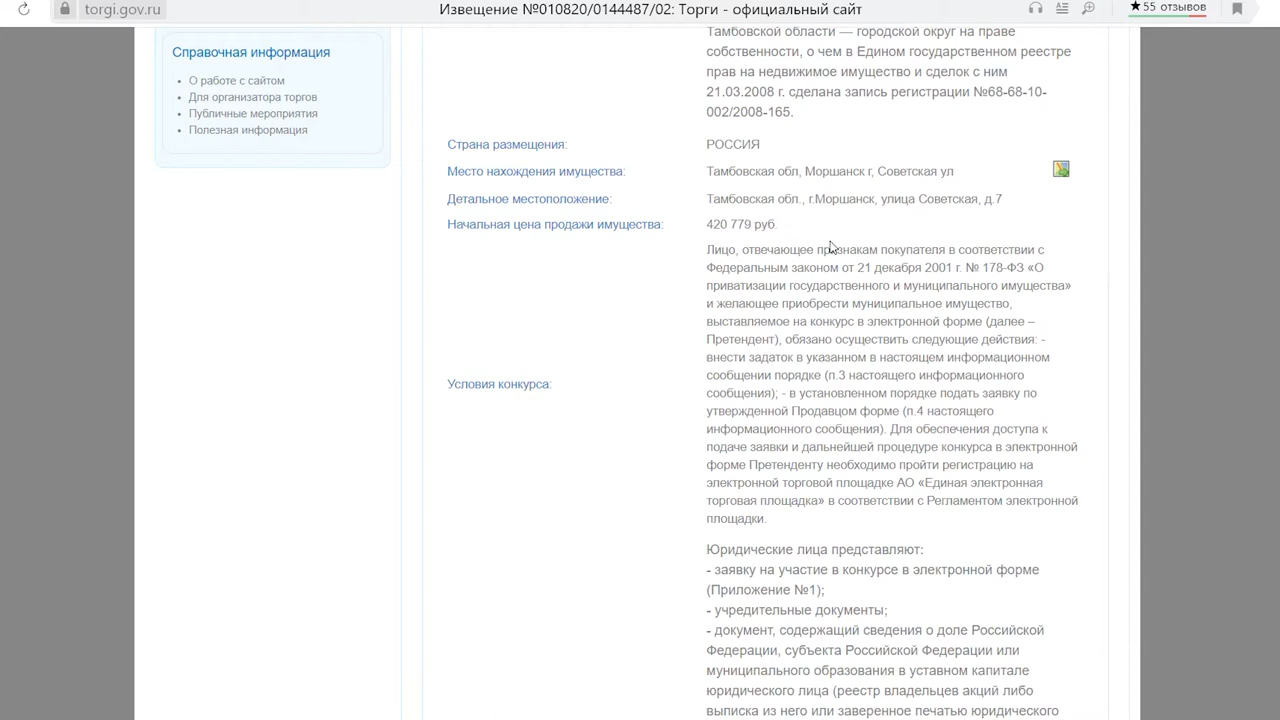 torgi.gov.ru
Извещение №010820/0144487/02: Торги - официальный сайт
★55 отзывов
Справочная информация
О работе с сайтом
Для организатора торгов
Публичные мероприятия
Полезная информация
Тамбовской области — городской округ на праве
собственности, о чем в Едином государственном реестре
прав на недвижимое имущество и сделок с ним
21.03.2008 г. сделана запись регистрации №68-68-10-
002/2008-165.
Страна размещения: РОССИЯ
Место нахождения имущества: Тамбовская обл, Моршанск г, Советская ул
Детальное местоположение: Тамбовская обл., г.Моршанск, улица Советская, д.7
Начальная цена продажи имущества: 420 779 руб.
Условия конкурса:
Лицо, отвечающее признакам покупателя в соответствии с
Федеральным законом от 21 декабря 2001 г. № 178-ФЗ «О
приватизации государственного и муниципального имущества»
и желающее приобрести муниципальное имущество,
выставляемое на конкурс в электронной форме (далее –
Претендент), обязано осуществить следующие действия: -
внести задаток в указанном в настоящем информационном
сообщении порядке (п.3 настоящего информационного
сообщения); - в установленном порядке подать заявку по
утвержденной Продавцом форме (п.4 настоящего
информационного сообщения). Для обеспечения доступа к
подаче заявки и дальнейшей процедуре конкурса в электронной
форме Претенденту необходимо пройти регистрацию на
электронной торговой площадке АО «Единая электронная
торговая площадка» в соответствии с Регламентом электронной
площадки.
Юридические лица представляют:
- заявку на участие в конкурсе в электронной форме
(Приложение №1);
- учредительные документы;
- документ, содержащий сведения о доле Российской
Федерации, субъекта Российской Федерации или
муниципального образования в уставном капитале
юридического лица (реестр владельцев акций либо
выписка из него или заверенное печатью юридического